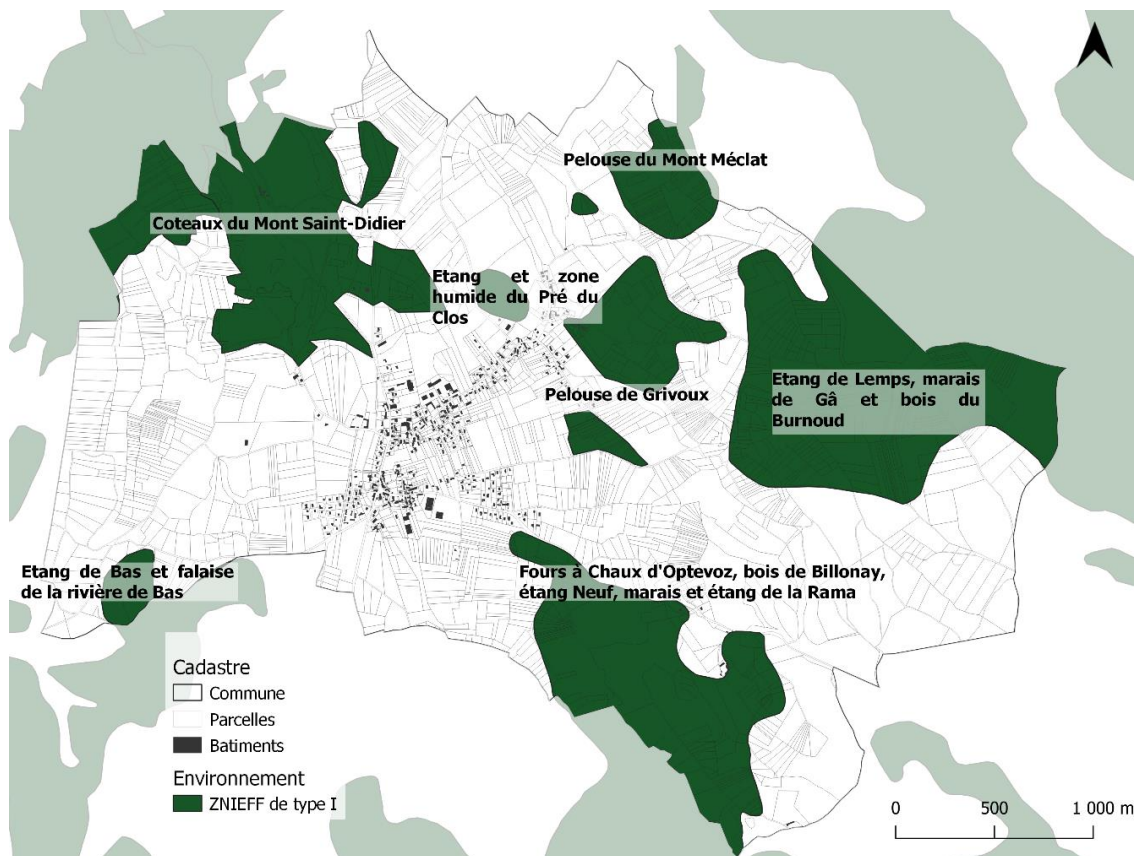 Pelouse du Mont Méclat
Coteaux du Mont Saint-Didier
Etang et zone
humide du Pré du
Clos
Pelouse de Grivoux
Etang de Lemps, marais
de Gâ et bois du
Burnoud
Etang de Bas et falaise
de la rivière de Bas
Fours à Chaux d'Optevoz, bois de Billonay,
étang Neuf, marais et étang de la Rama
Cadastre
Commune
Parcelles
Batiments
Environnement
ZNIEFF de type I
0 500 1 000 m